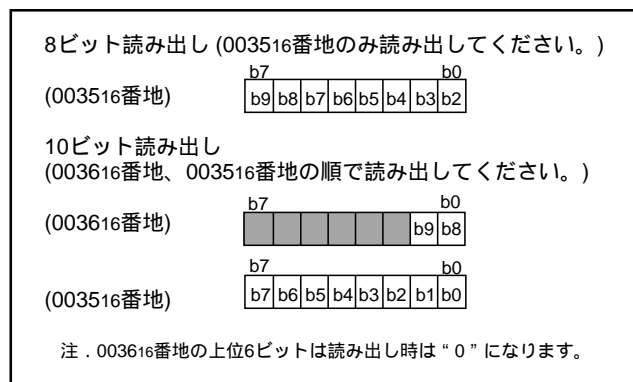 8ビット読み出し (003516番地のみ読み出してください。)
b7 b0
(003516番地) b9 b8 b7 b6 b5 b4 b3 b2
10ビット読み出し
(003616番地、003516番地の順で読み出してください。)
b7 b0
(003616番地) b9 b8
b7 b0
(003516番地) b7 b6 b5 b4 b3 b2 b1 b0
注．003616番地の上位6ビットは読み出し時は “ 0 ” になります。